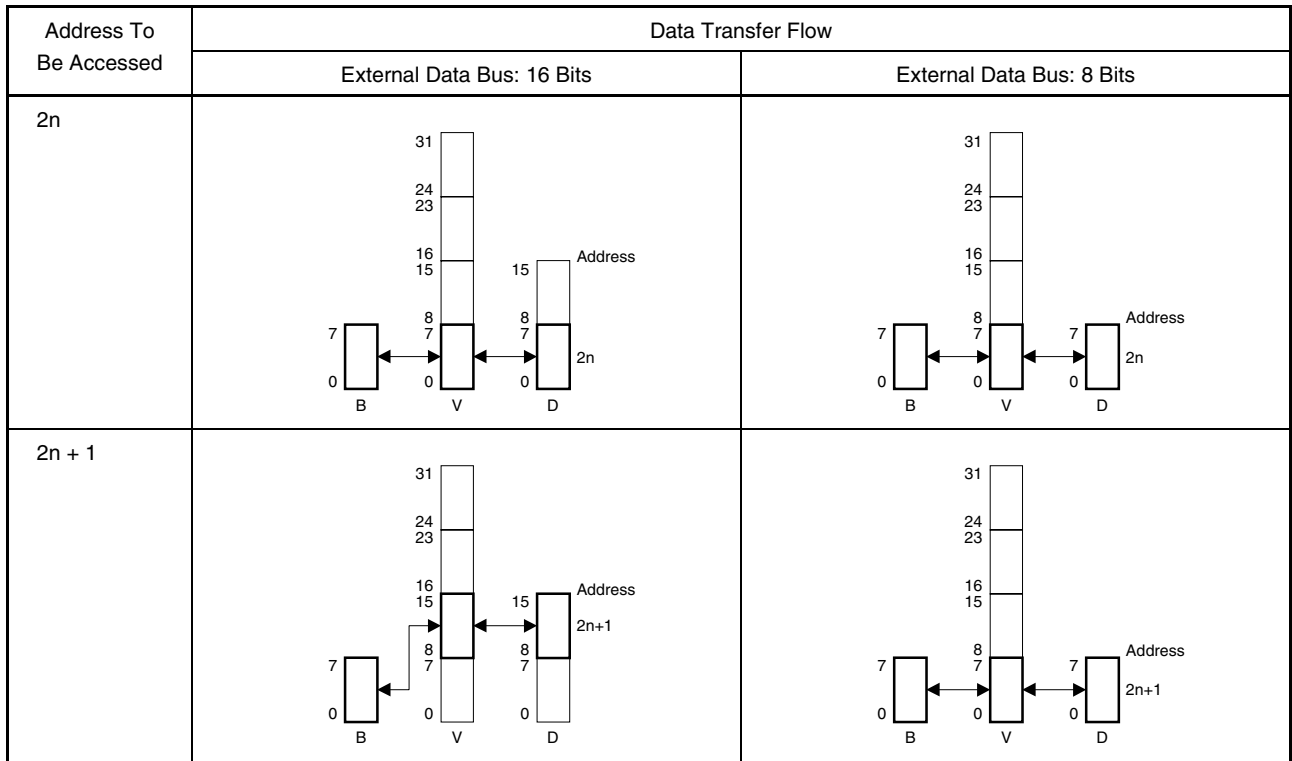 Address To
Be Accessed
Data Transfer Flow
External Data Bus: 16 Bits
External Data Bus: 8 Bits
2n
31
24
23
16
15
15
Address
8
8
7
7
7
2n
0
0
0
B
V
D
31
24
23
16
15
8
Address
7
7
7
2n
0
0
0
B
V
D
2n + 1
31
24
23
16
15
15
Address
2n+1
8
8
7
7
7
0
0
0
B
V
D
31
24
23
16
15
8
Address
7
7
7
2n+1
0
0
0
B
V
D